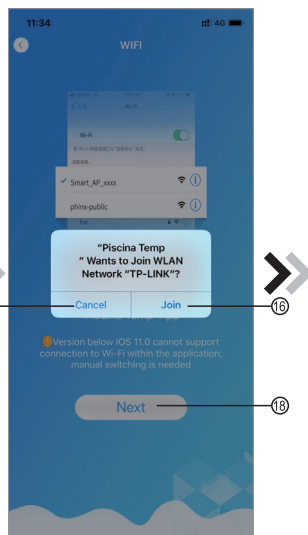 11:34
4G
WIFI
Wi-Fi
Wi-Fi
Smart_AP_xxxx
phinx-public
"Piscina Temp
" Wants to Join WLAN
Network "TP-LINK"?
Cancel
Join
16
Version below IOS 11.0 cannot support
connection to Wi-Fi within the application,
manual switching is needed
Next
18